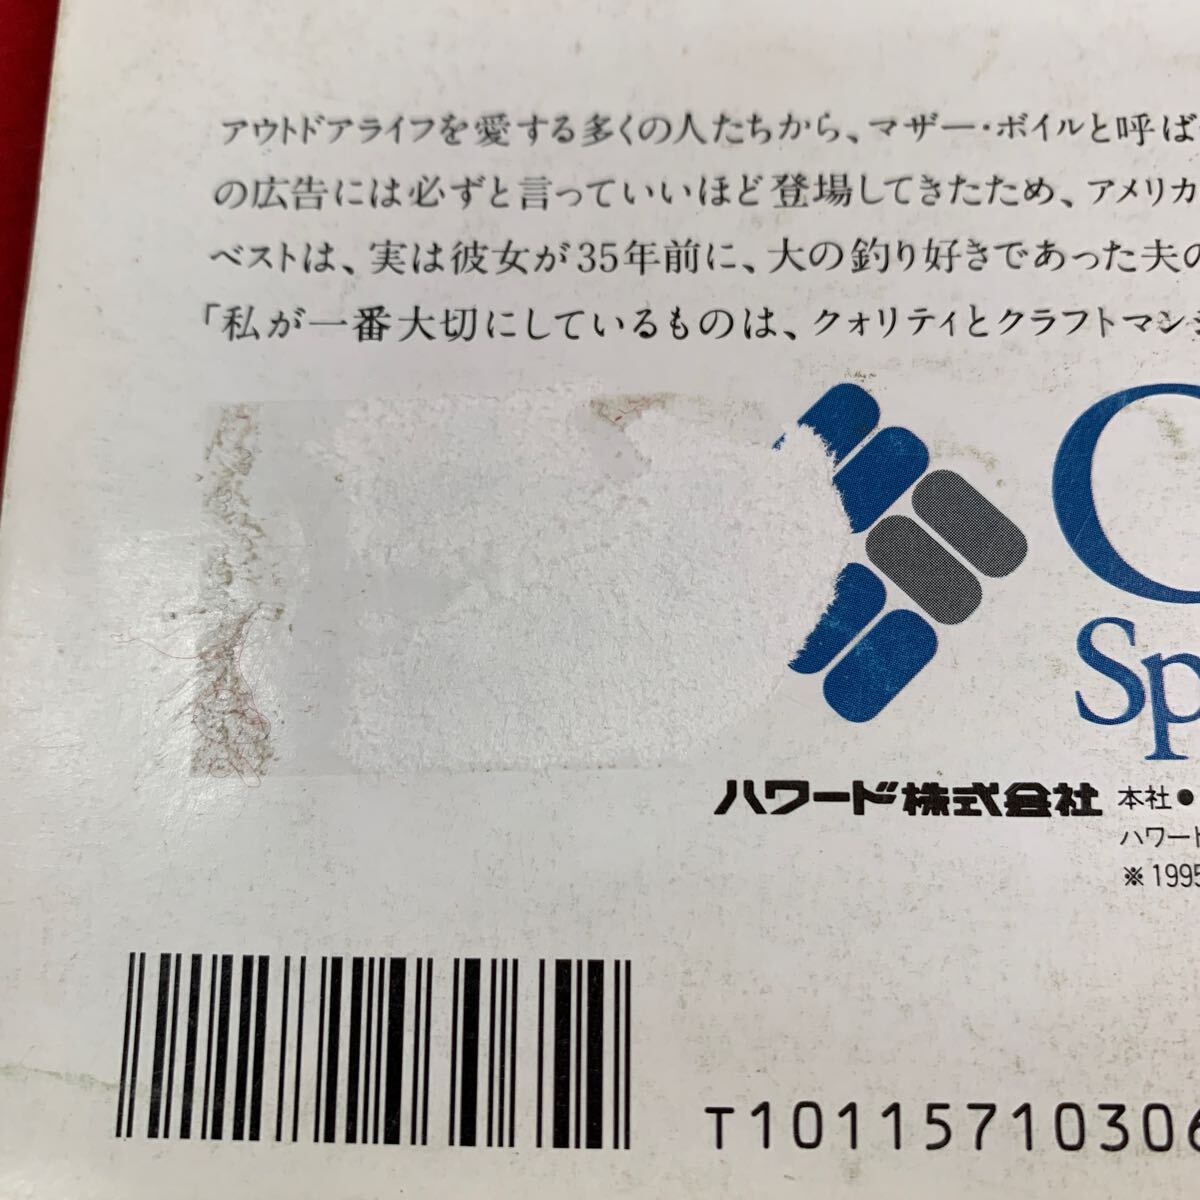 アウトドアライフを愛する多くの人たちから、マザー・ボイルと呼ば
の広告には必ずと言っていいほど登場してきたため、アメリカ
ベストは、実は彼女が35年前に、大の釣り好きであった夫の
「私が一番大切にしているものは、クォリティとクラフトマンシ
C
Sp
ハワード株式会社 本社●
ハワード
※1995
T10115710306